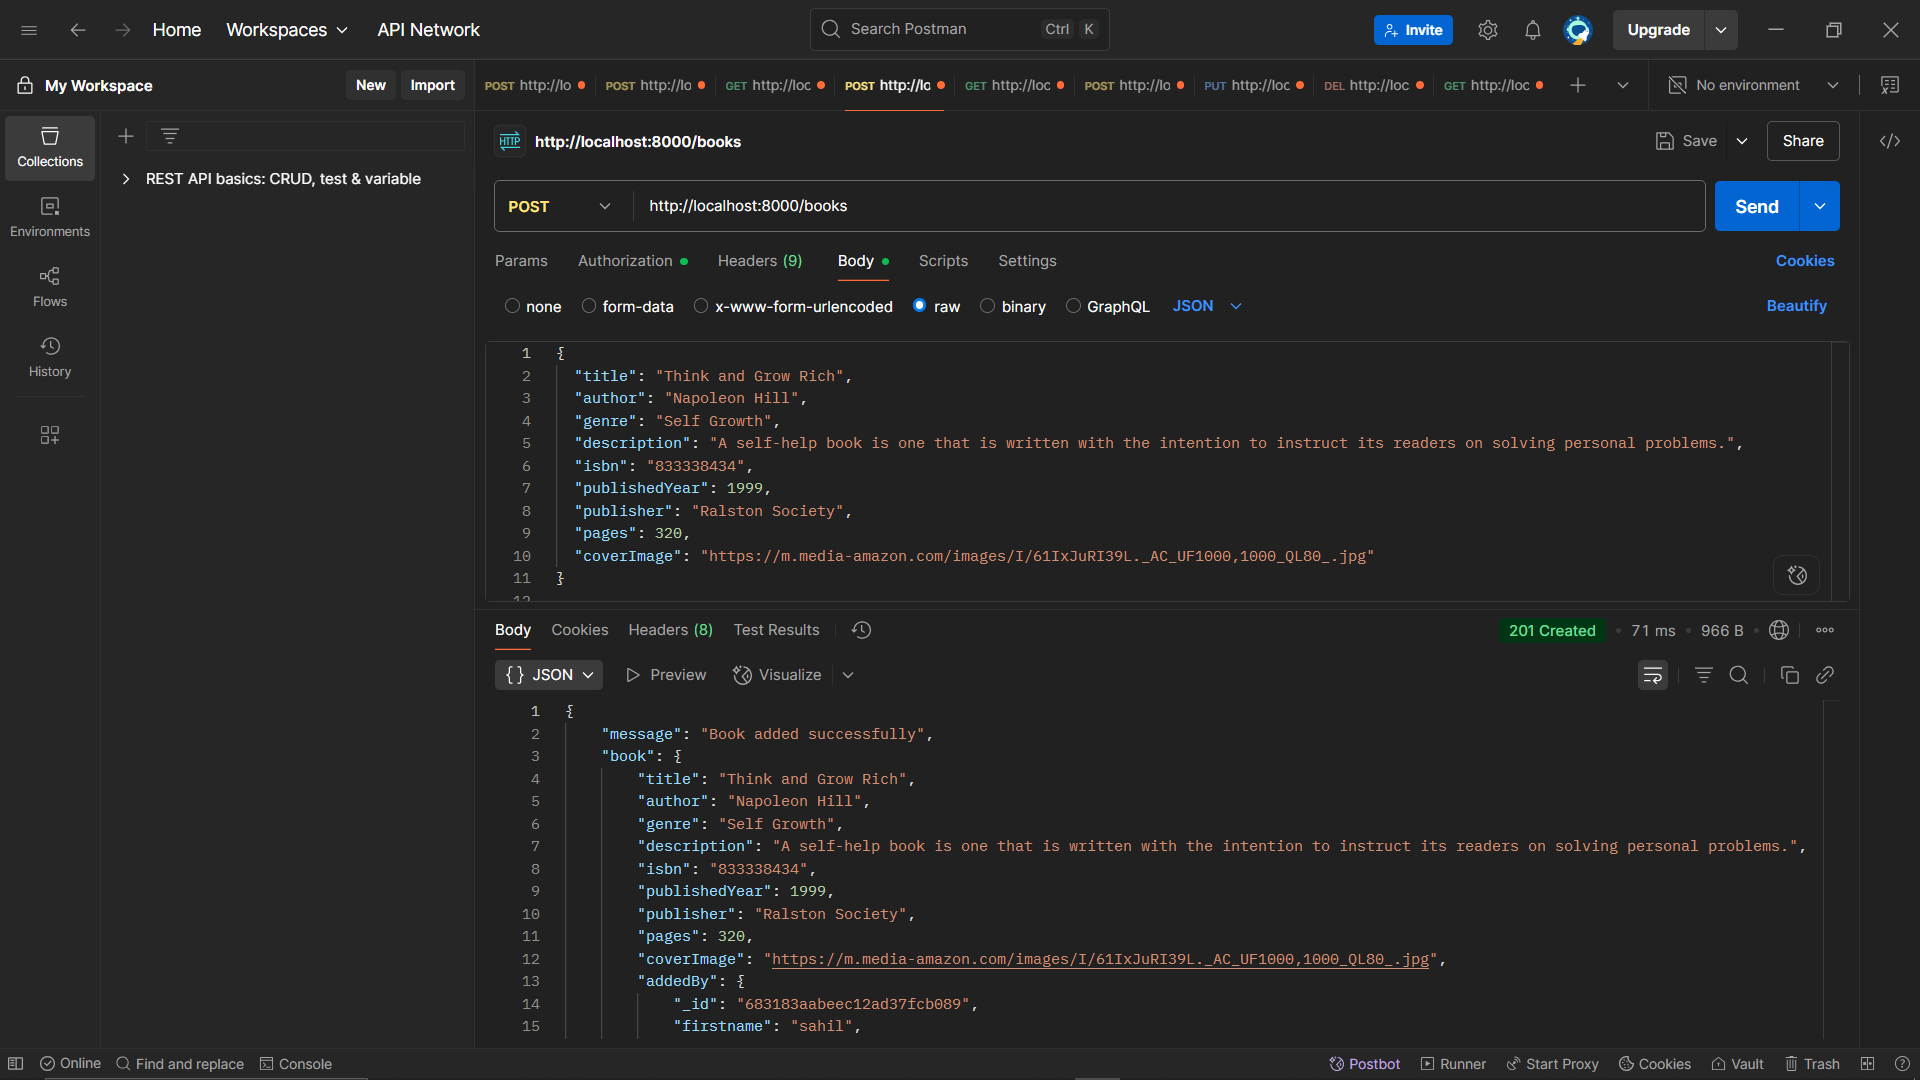 Home Workspaces API Network Search Postman Ctrl K Invite Upgrade
My Workspace New Import POST http://lo POST http://lo GET http://loc POST http://lo GET http://loc POST http://lo PUT http://loc DEL http://loc GET http://loc No environment
Collections
Environments
Flows
History
REST API basics: CRUD, test & variable
HTTP http://localhost:8000/books Save Share
POST http://localhost:8000/books Send
Params Authorization Headers (9) Body Scripts Settings Cookies
none form-data x-www-form-urlencoded raw binary GraphQL JSON Beautify
1 {
2 "title": "Think and Grow Rich",
3 "author": "Napoleon Hill",
4 "genre": "Self Growth",
5 "description": "A self-help book is one that is written with the intention to instruct its readers on solving personal problems.",
6 "isbn": "833338434",
7 "publishedYear": 1999,
8 "publisher": "Ralston Society",
9 "pages": 320,
10 "coverImage": "https://m.media-amazon.com/images/I/61IxJuRI39L._AC_UF1000,1000_QL80_.jpg"
11 }
12
Body Cookies Headers (8) Test Results 201 Created 71 ms 966 B
{} JSON Preview Visualize
1 {
2 "message": "Book added successfully",
3 "book": {
4 "title": "Think and Grow Rich",
5 "author": "Napoleon Hill",
6 "genre": "Self Growth",
7 "description": "A self-help book is one that is written with the intention to instruct its readers on solving personal problems.",
8 "isbn": "833338434",
9 "publishedYear": 1999,
10 "publisher": "Ralston Society",
11 "pages": 320,
12 "coverImage": "https://m.media-amazon.com/images/I/61IxJuRI39L._AC_UF1000,1000_QL80_.jpg",
13 "addedBy": {
14 "_id": "683183aabeec12ad37fcb089",
15 "firstname": "sahil",
Online Find and replace Console Postbot Runner Start Proxy Cookies Vault Trash